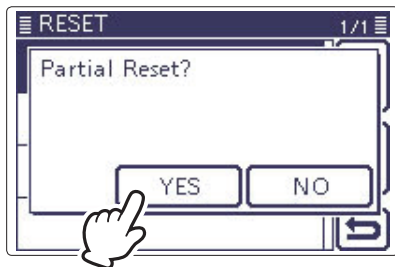 RESET 1/1
Partial Reset?
YES NO